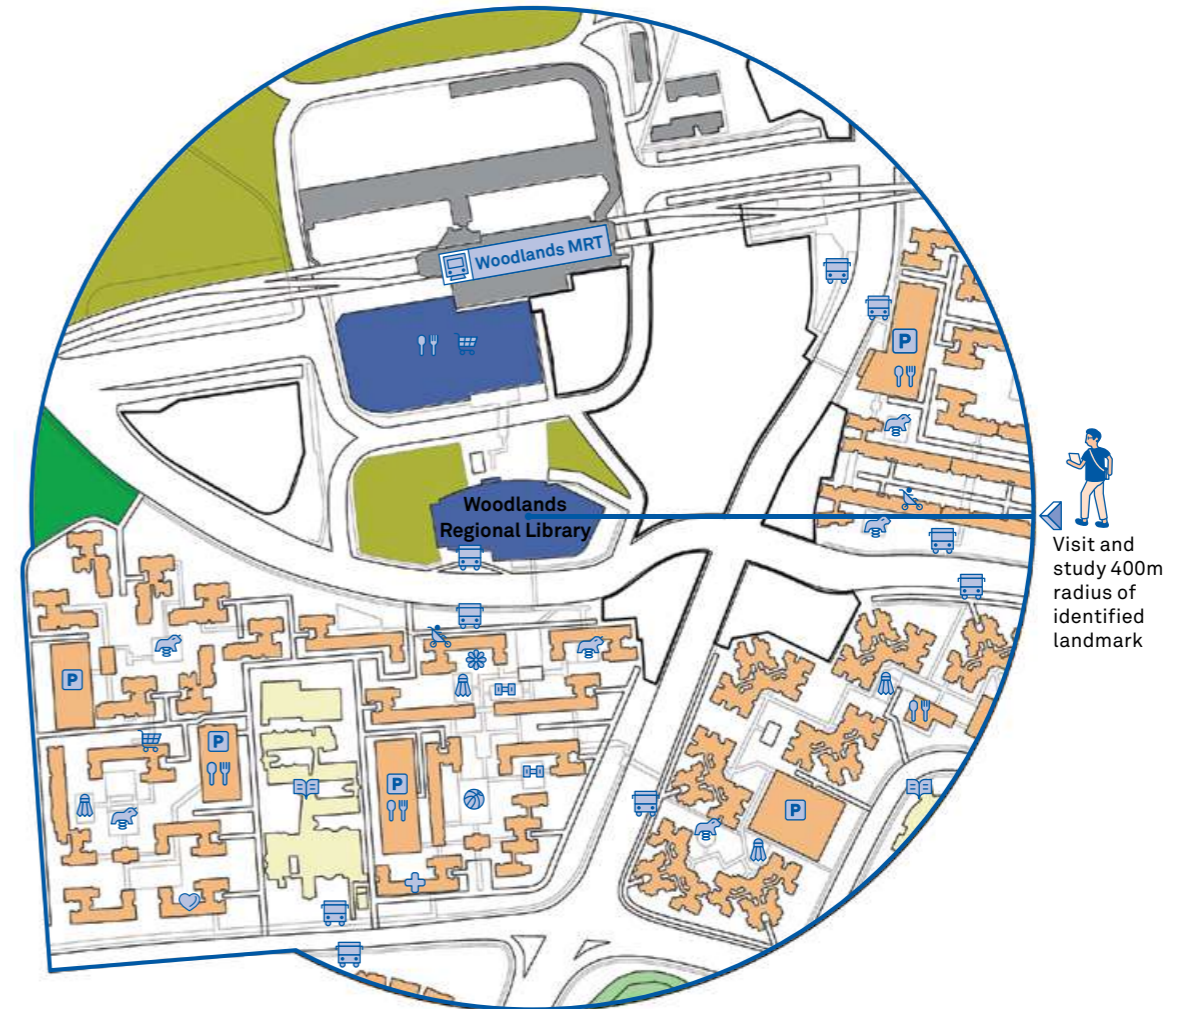 Woodlands MRT
P
Woodlands
Regional Library
Visit and
study 400m
radius of
identified
landmark
P
P
P
P